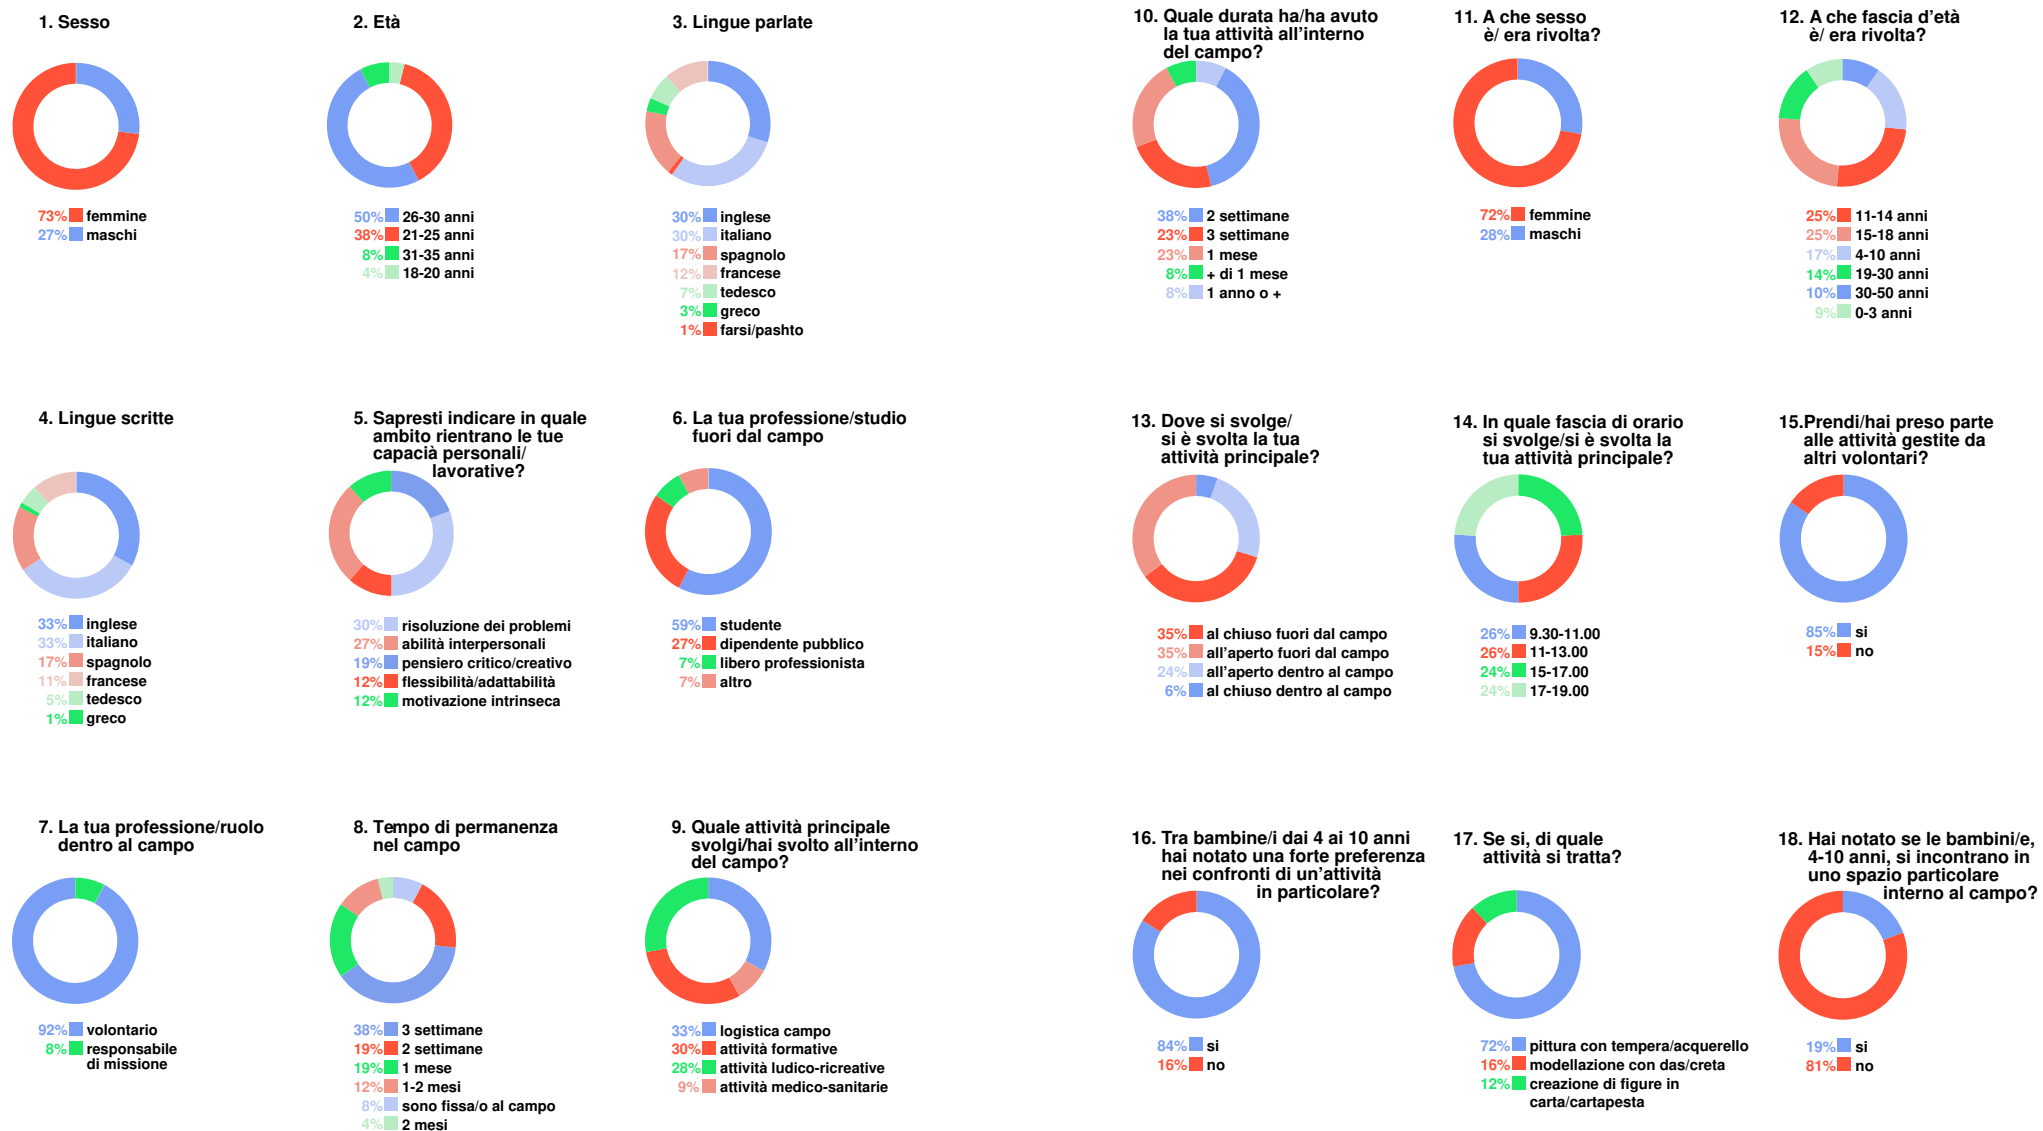 1. Sesso
73% femmine
27% maschi
2. Età
50% 26-30 anni
38% 21-25 anni
8% 31-35 anni
4% 18-20 anni
3. Lingue parlate
30% inglese
30% italiano
17% spagnolo
12% francese
7% tedesco
3% greco
1% farsi/pashto
4. Lingue scritte
33% inglese
33% italiano
17% spagnolo
11% francese
5% tedesco
1% greco
5. Sapresti indicare in quale
ambito rientrano le tue
capacià personali/
lavorative?
30% risoluzione dei problemi
27% abilità interpersonali
19% pensiero critico/creativo
12% flessibilità/adattabilità
12% motivazione intrinseca
6. La tua professione/studio
fuori dal campo
59% studente
27% dipendente pubblico
7% libero professionista
7% altro
7. La tua professione/ruolo
dentro al campo
92% volontario
8% responsabile
di missione
8. Tempo di permanenza
nel campo
38% 3 settimane
19% 2 settimane
19% 1 mese
12% 1-2 mesi
8% sono fissa/o al campo
4% 2 mesi
9. Quale attività principale
svolgi/hai svolto all'interno
del campo?
33% logistica campo
30% attività formative
28% attività ludico-ricreative
9% attività medico-sanitarie
10. Quale durata ha/ha avuto
la tua attività all'interno
del campo?
38% 2 settimane
23% 3 settimane
23% 1 mese
8% + di 1 mese
8% 1 anno o +
11. A che sesso
è/ era rivolta?
72% femmine
28% maschi
12. A che fascia d'età
è/ era rivolta?
25% 11-14 anni
25% 15-18 anni
17% 4-10 anni
14% 19-30 anni
10% 30-50 anni
9% 0-3 anni
13. Dove si svolge/
si è svolta la tua
attività principale?
35% al chiuso fuori dal campo
35% all'aperto fuori dal campo
24% all'aperto dentro al campo
6% al chiuso dentro al campo
14. In quale fascia di orario
si svolge/si è svolta la
tua attività principale?
26% 9.30-11.00
26% 11-13.00
24% 15-17.00
24% 17-19.00
15.Prendi/hai preso parte
alle attività gestite da
altri volontari?
85% si
15% no
16. Tra bambine/i dai 4 ai 10 anni
hai notato una forte preferenza
nei confronti di un'attività
in particolare?
84% si
16% no
17. Se si, di quale
attività si tratta?
72% pittura con tempera/acquerello
16% modellazione con das/creta
12% creazione di figure in
carta/cartapesta
18. Hai notato se le bambini/e,
4-10 anni, si incontrano in
uno spazio particolare
interno al campo?
19% si
81% no